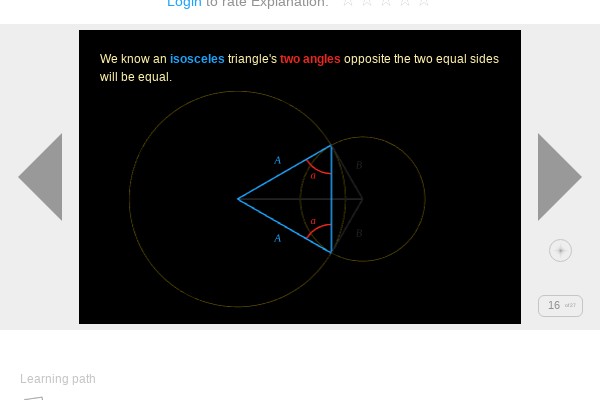 Login to rate Explanation:
We know an isosceles triangle's two angles opposite the two equal sides
will be equal.
A
B
a
a
A
B
16 of 27
Learning path